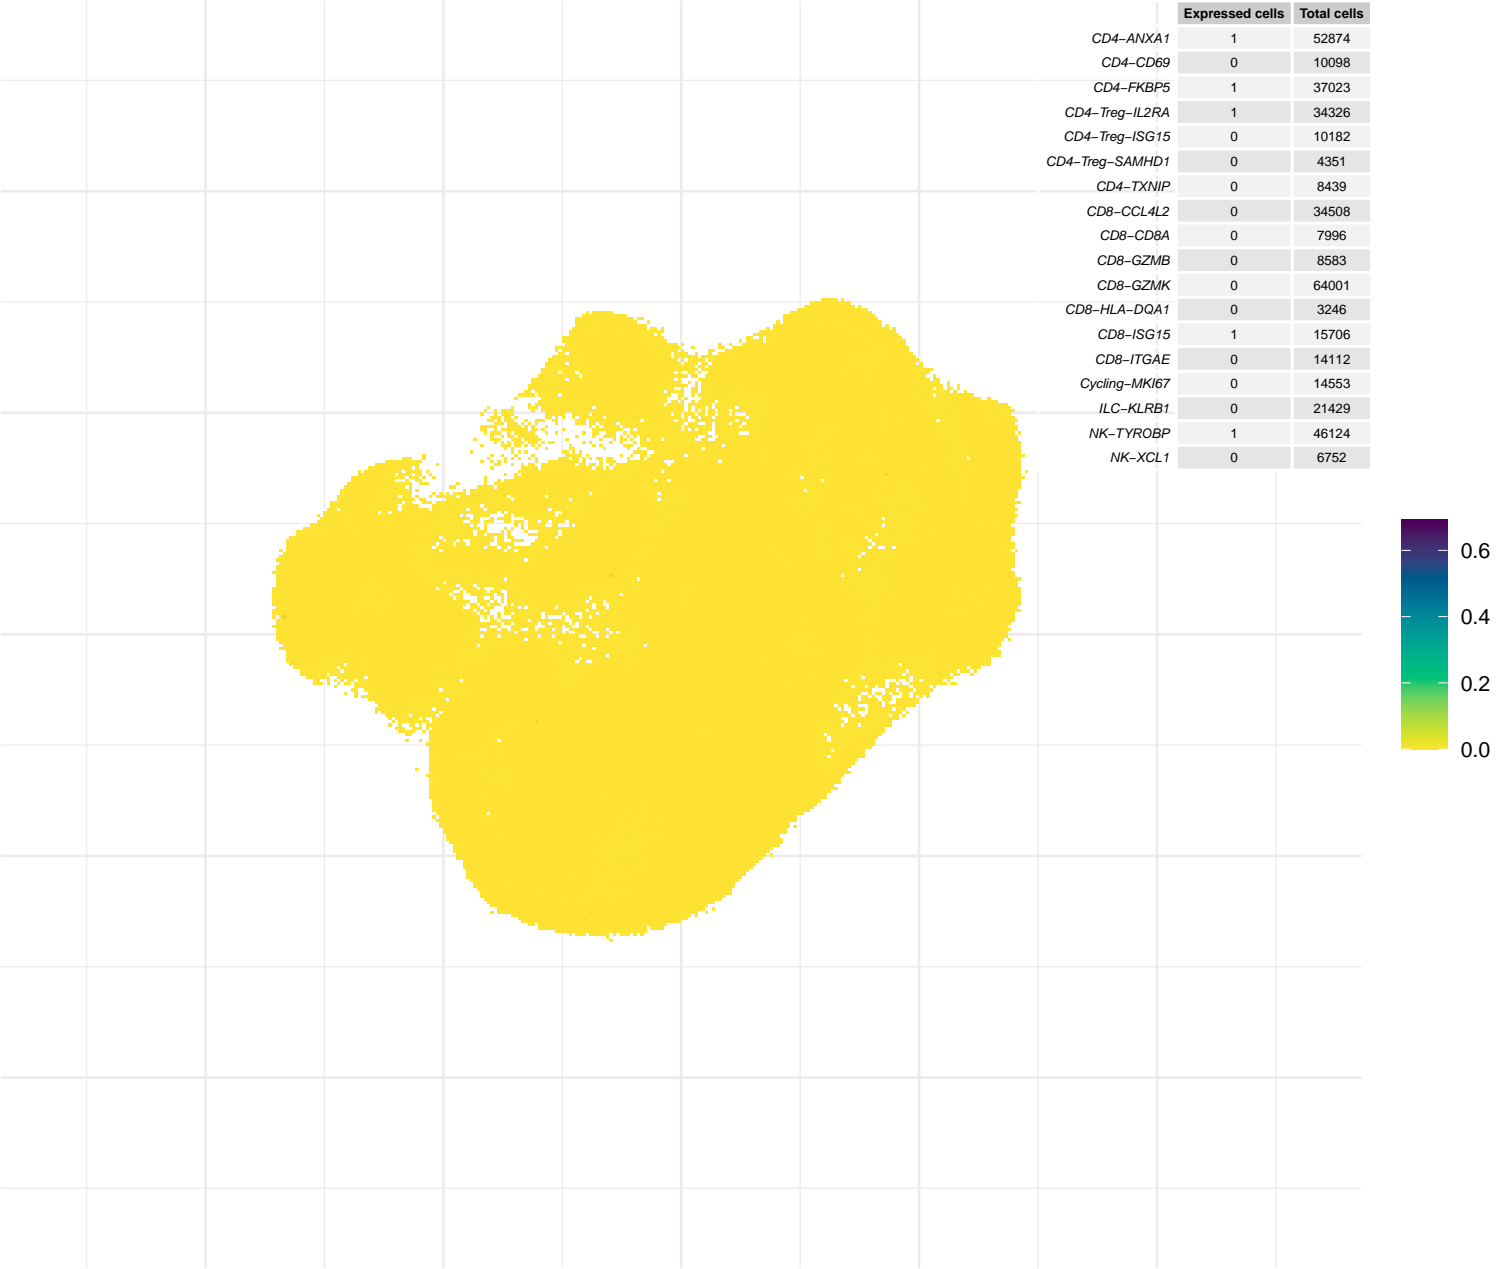 Expressed cells Total cells
CD4−ANXA1 1 52874
CD4−CD69 0 10098
CD4−FKBP5 1 37023
CD4−Treg−IL2RA 1 34326
CD4−Treg−ISG15 0 10182
CD4−Treg−SAMHD1 0 4351
CD4−TXNIP 0 8439
CD8−CCL4L2 0 34508
CD8−CD8A 0 7996
CD8−GZMB 0 8583
CD8−GZMK 0 64001
CD8−HLA−DQA1 0 3246
CD8−ISG15 1 15706
CD8−ITGAE 0 14112
Cycling−MKI67 0 14553
ILC−KLRB1 0 21429
NK−TYROBP 1 46124
NK−XCL1 0 6752
0.6
0.4
0.2
0.0